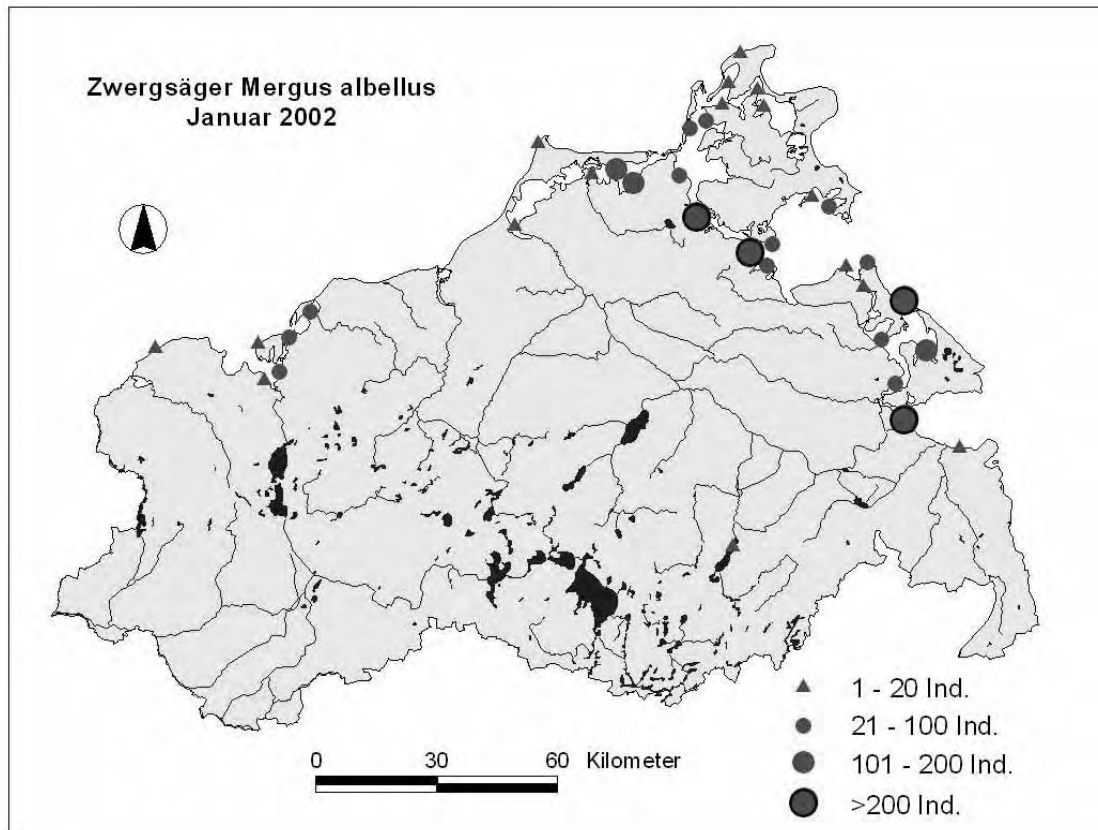 Zwergsäger Mergus albellus
Januar 2002
1 - 20 Ind.
21 - 100 Ind.
101 - 200 Ind.
>200 Ind.
0 30 60 Kilometer